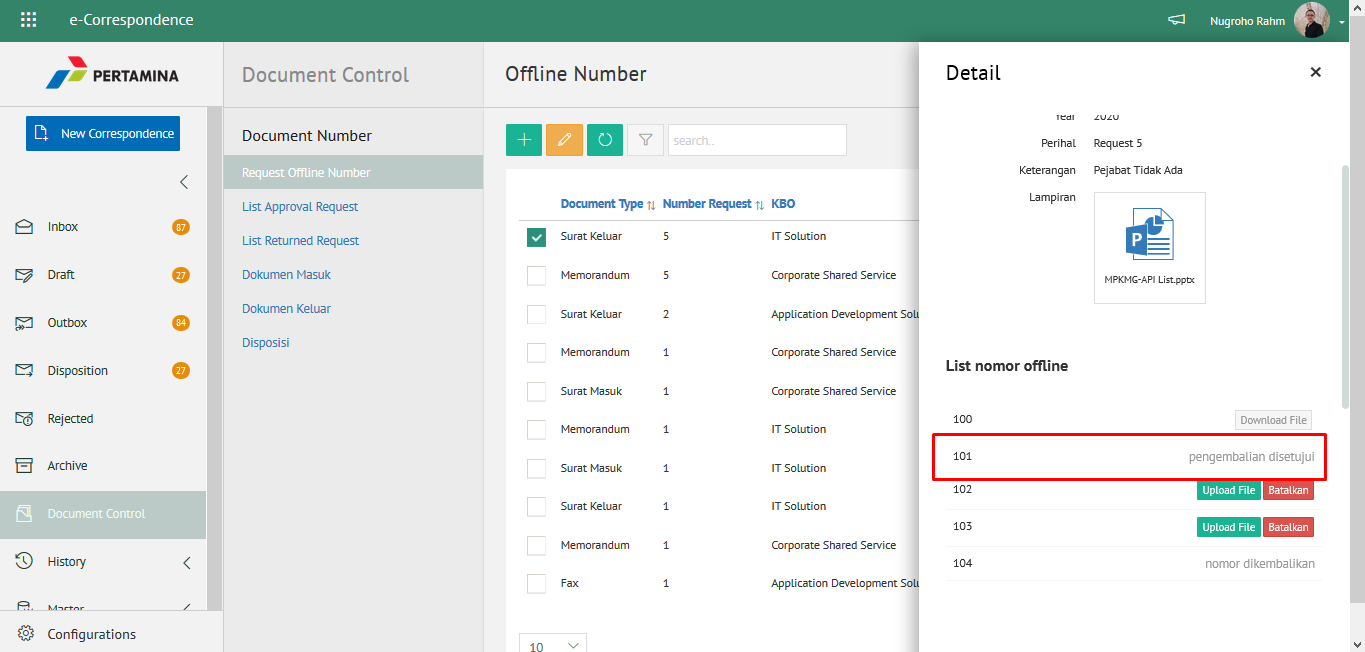 e-Correspondence
Nugroho Rahm
PERTAMINA
New Correspondence
Inbox 87
Draft 27
Outbox 84
Disposition 27
Rejected
Archive
Document Control
History
Master
Configurations
Document Control
Document Number
Request Offline Number
List Approval Request
List Returned Request
Dokumen Masuk
Dokumen Keluar
Disposisi
Offline Number
search..
Document Type Number Request KBO
Surat Keluar 5 IT Solution
Memorandum 5 Corporate Shared Service
Surat Keluar 2 Application Development Solu
Memorandum 1 Corporate Shared Service
Surat Masuk 1 Corporate Shared Service
Memorandum 1 IT Solution
Surat Masuk 1 IT Solution
Surat Keluar 1 IT Solution
Memorandum 1 Corporate Shared Service
Fax 1 Application Development Solu
10
Detail
Year 2020
Perihal Request 5
Keterangan Pejabat Tidak Ada
Lampiran
P
MPKMG-API List.pptx
List nomor offline
100 Download File
101 pengembalian disetujui
102 Upload File Batalkan
103 Upload File Batalkan
104 nomor dikembalikan